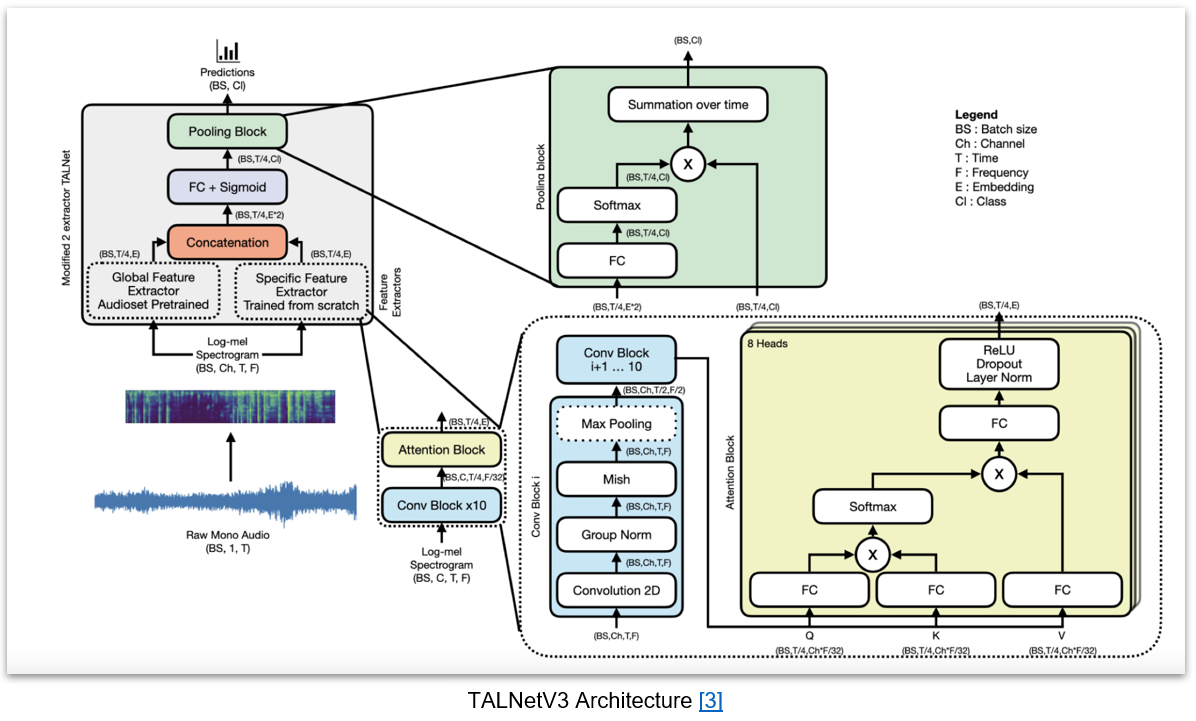 Predictions
(BS, Cl)
Modified 2 extractor TALNet
Pooling Block
(BS,T/4,Cl)
FC + Sigmoid
(BS,T/4,E*2)
Concatenation
(BS,T/4,E)
(BS,T/4,E)
Global Feature
Extractor
Audioset Pretrained
Specific Feature
Extractor
Trained from scratch
Feature
Extractors
Log-mel
Spectrogram
(BS, Ch, T, F)
Raw Mono Audio
(BS, 1, T)
(BS,T/4,E)
Attention Block
(BS,C,T/4,F/32)
Conv Block x10
Log-mel
Spectrogram
(BS, C, T, F)
(BS,Cl)
Pooling block
Summation over time
X
(BS,T/4,Cl)
Softmax
(BS,T/4,Cl)
FC
(BS,T/4,E*2)
(BS,T/4,Cl)
Legend
BS : Batch size
Ch : Channel
T : Time
F : Frequency
E : Embedding
Cl : Class
Conv Block
i+1 ... 10
(BS,Ch,T/2,F/2)
Conv Block i
Max Pooling
(BS,Ch,T,F)
Mish
(BS,Ch,T,F)
Group Norm
(BS,Ch,T,F)
Convolution 2D
(BS,Ch,T,F)
(BS,T/4,E)
8 Heads
Attention Block
ReLU
Dropout
Layer Norm
FC
X
Softmax
X
FC
FC
FC
Q
K
V
(BS,T/4,Ch*F/32)
(BS,T/4,Ch*F/32)
(BS,T/4,Ch*F/32)
TALNetV3 Architecture [3]